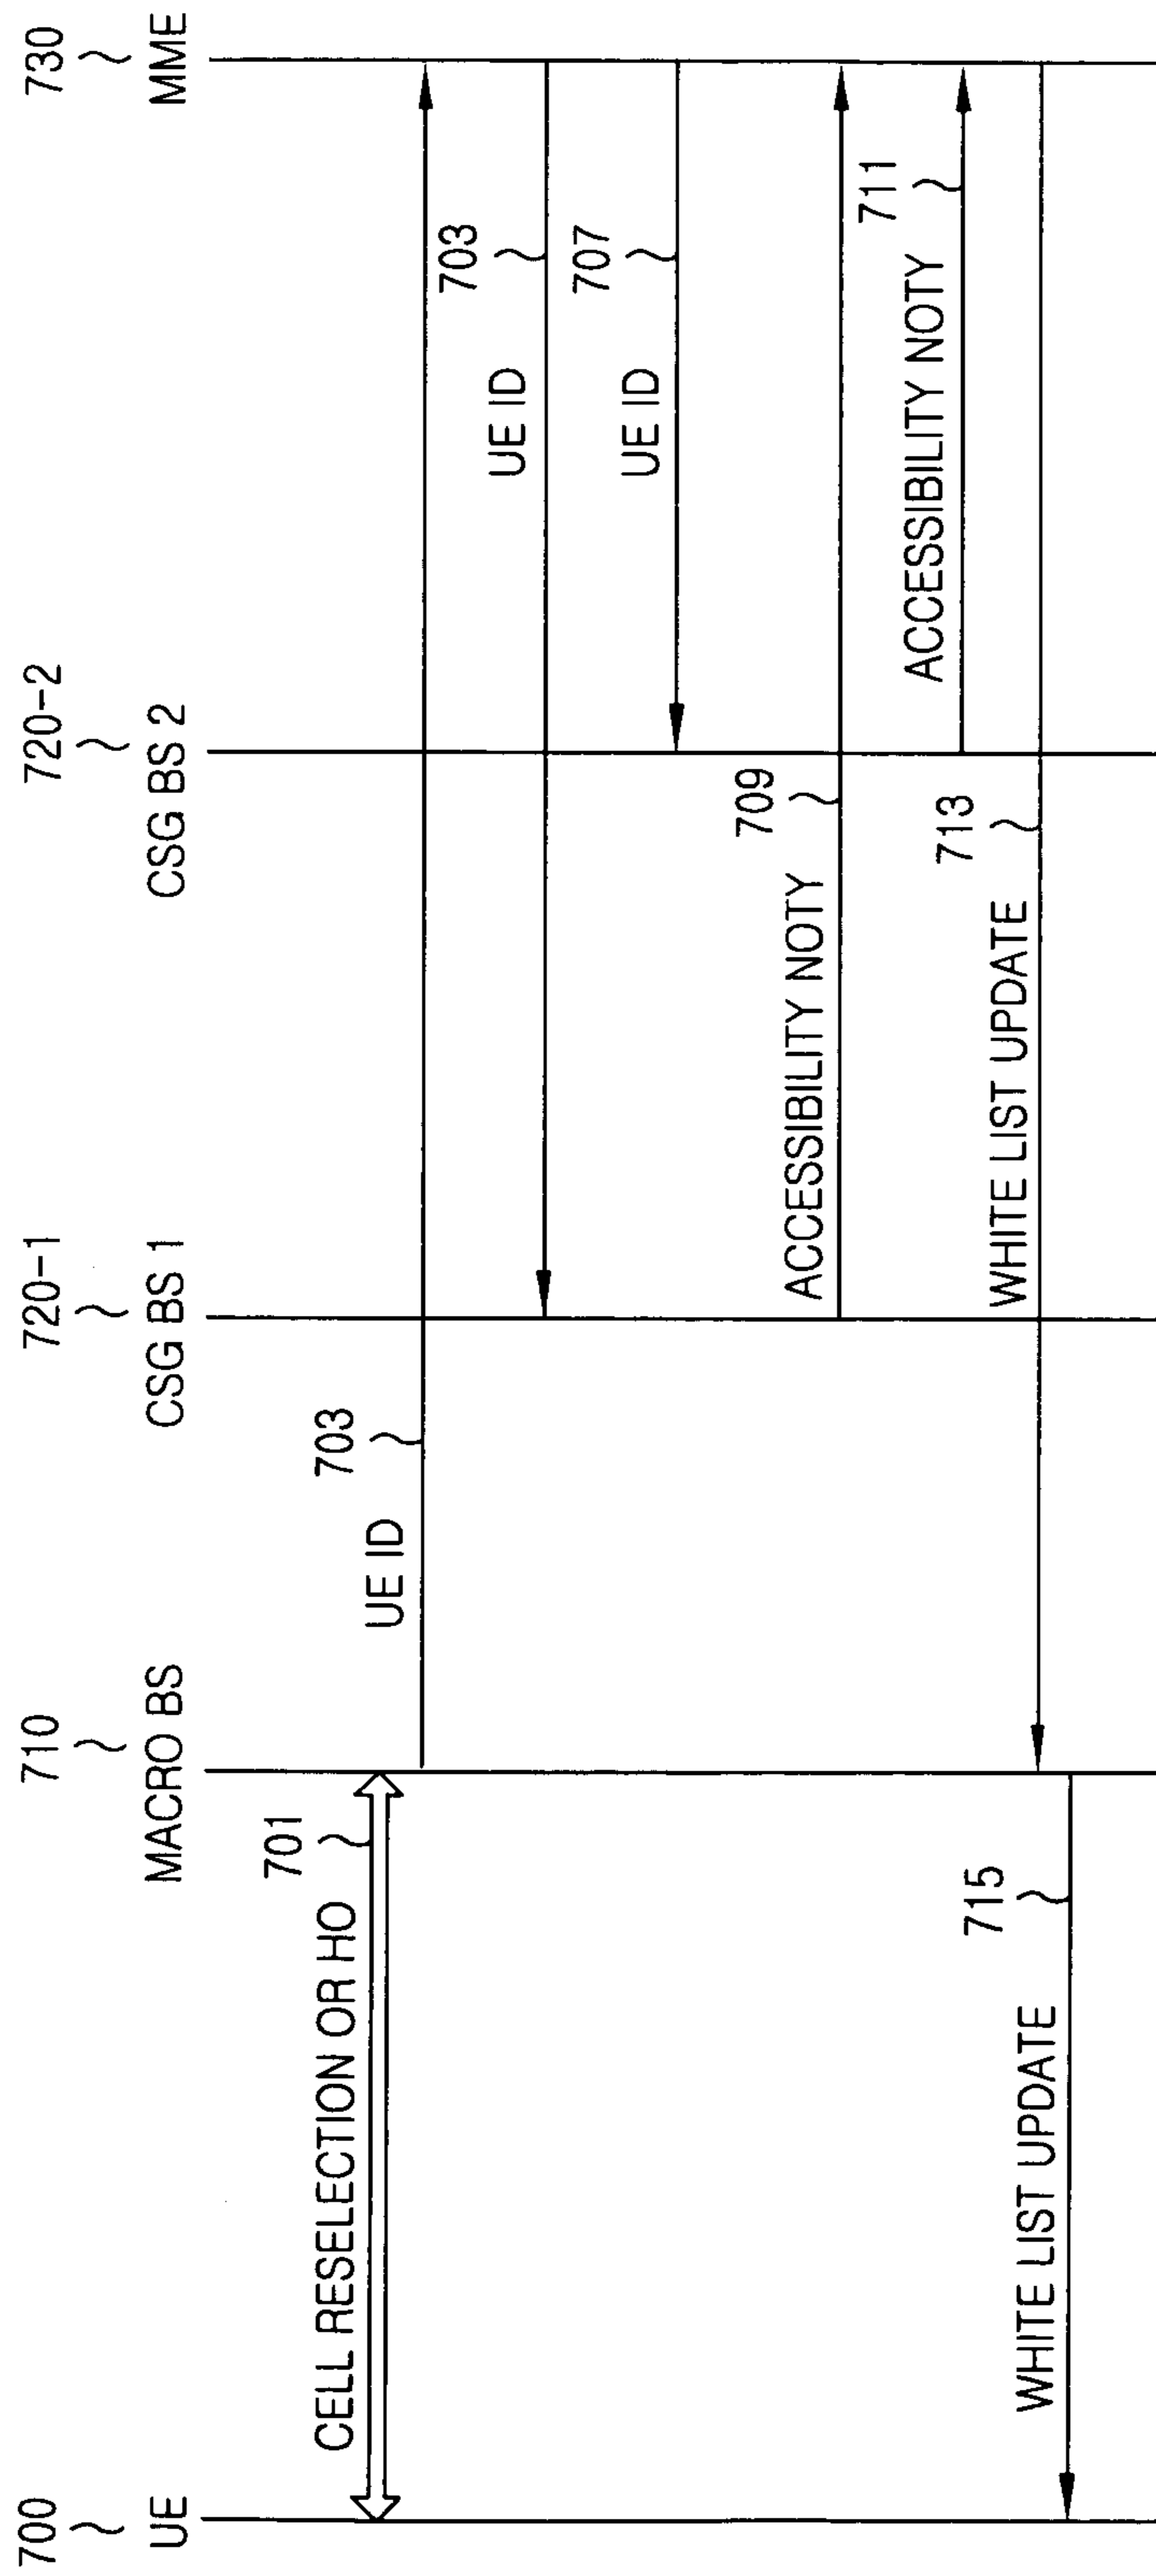 700
710
720-1
720-2
730
UE
MACRO BS
CSG BS 1
CSG BS 2
MME
701
CELL RESELECTION OR HO
703
UE ID
703
UE ID
707
UE ID
709
ACCESSIBILITY NOTY
711
ACCESSIBILITY NOTY
713
WHITE LIST UPDATE
715
WHITE LIST UPDATE